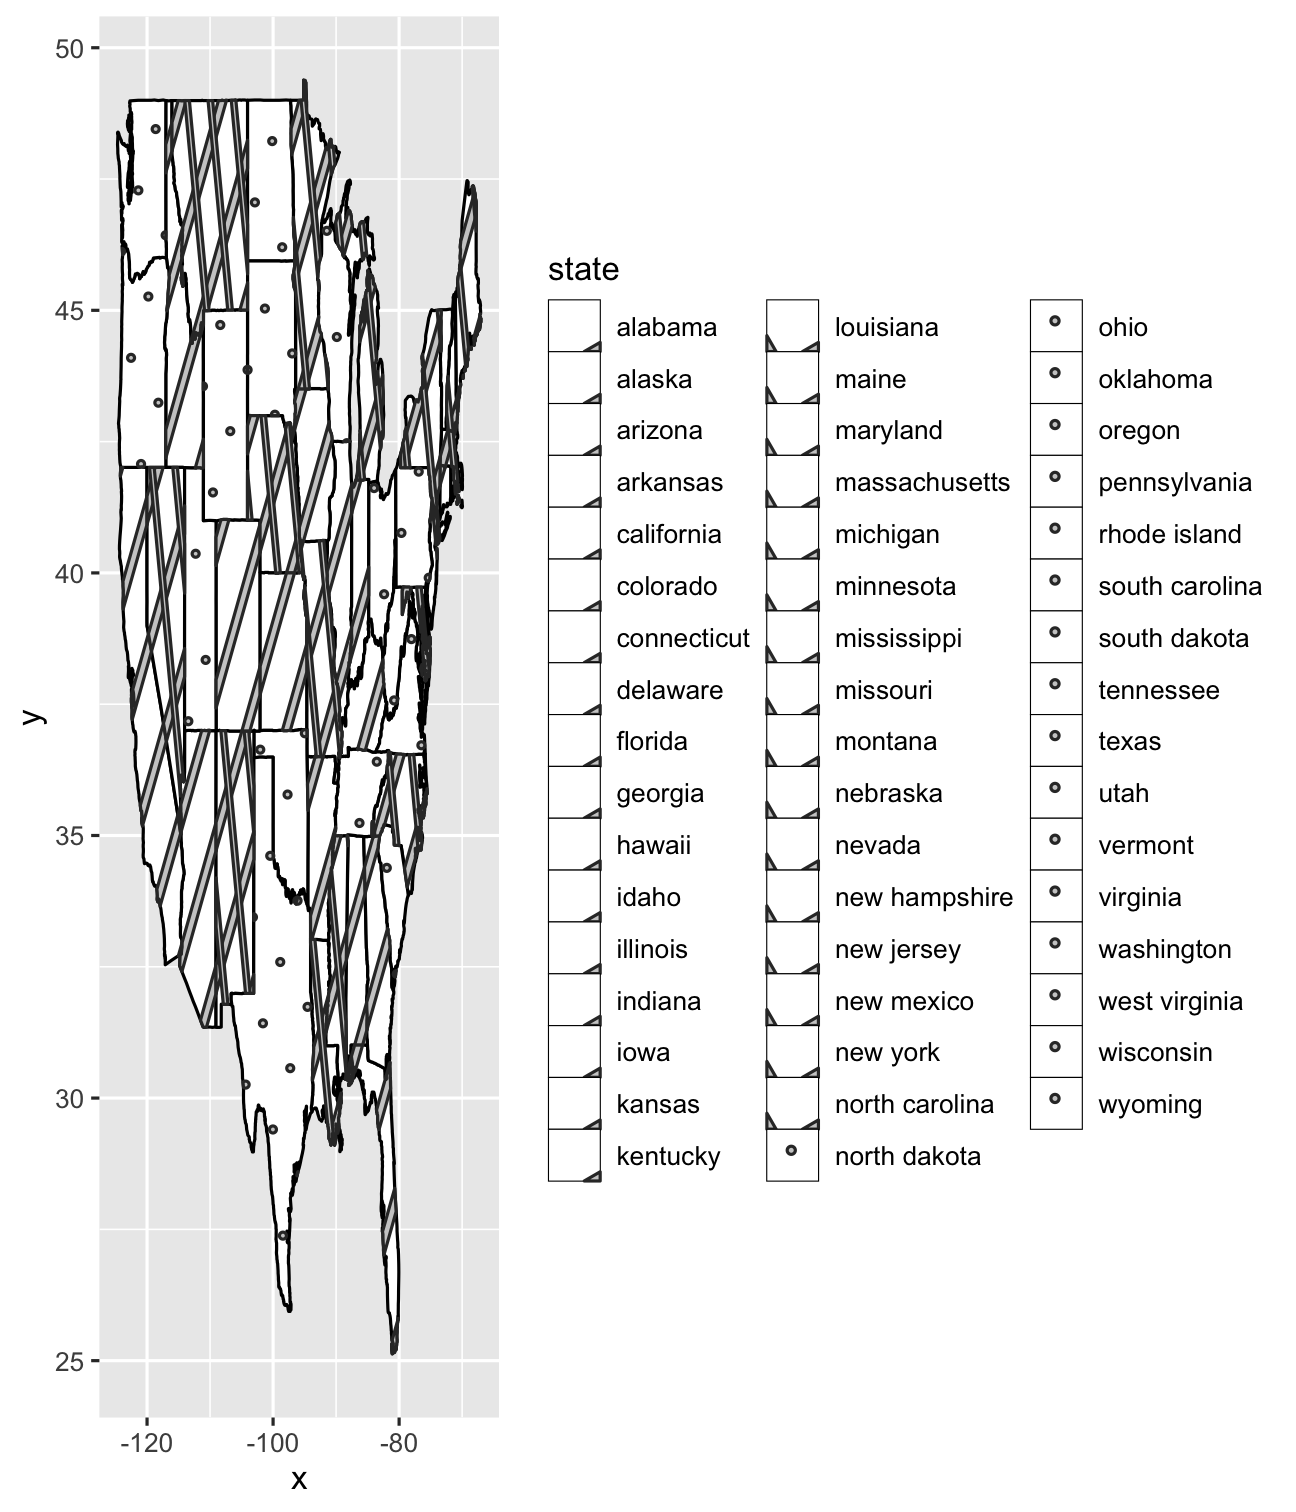 50
45
40
35
30
25
y
-120
-100
-80
x
state
alabama
alaska
arizona
arkansas
california
colorado
connecticut
delaware
florida
georgia
hawaii
idaho
illinois
indiana
iowa
kansas
kentucky
louisiana
maine
maryland
massachusetts
michigan
minnesota
mississippi
missouri
montana
nebraska
nevada
new hampshire
new jersey
new mexico
new york
north carolina
north dakota
ohio
oklahoma
oregon
pennsylvania
rhode island
south carolina
south dakota
tennessee
texas
utah
vermont
virginia
washington
west virginia
wisconsin
wyoming